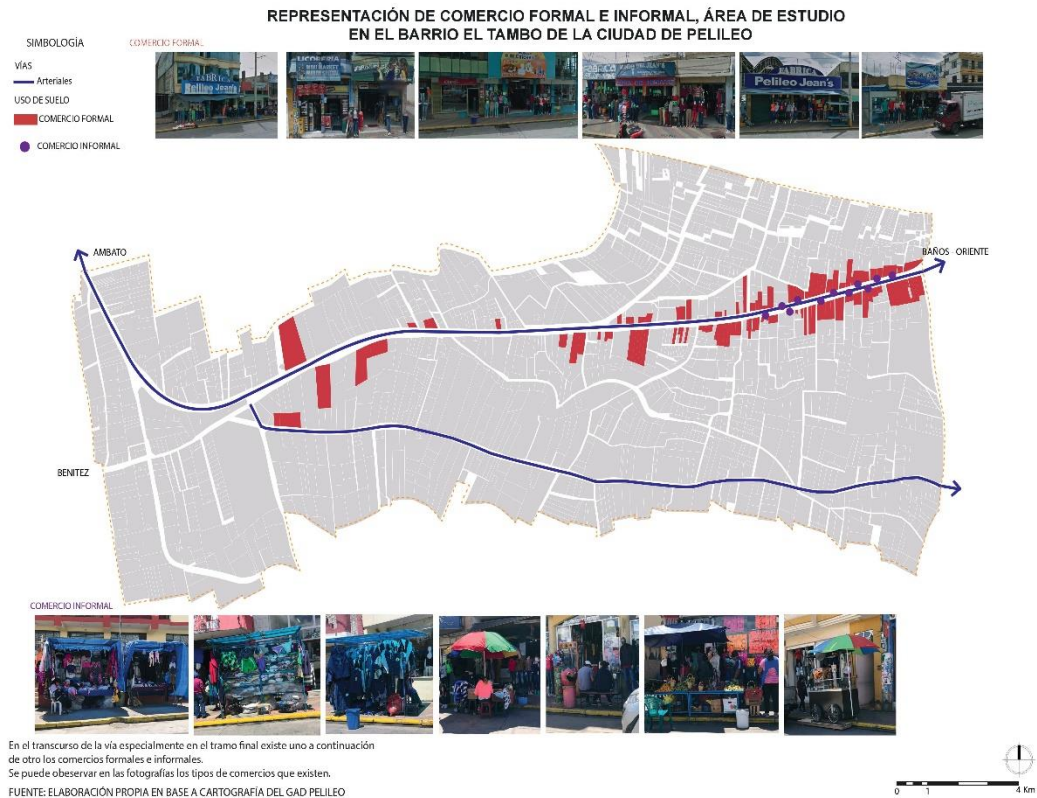 REPRESENTACIÓN DE COMERCIO FORMAL E INFORMAL, ÁREA DE ESTUDIO
EN EL BARRIO EL TAMBO DE LA CIUDAD DE PELILEO
SIMBOLOGÍA
VÍAS
Arteriales
USO DE SUELO
COMERCIO FORMAL
COMERCIO INFORMAL
COMERCIO FORMAL
FABRICA
Pelileo Jean's
LICORERIA
FABRICA
Pelileo Jean's
AMBATO
BAÑOS ORIENTE
BENITEZ
COMERCIO INFORMAL
En el transcurso de la vía especialmente en el tramo final existe uno a continuación
de otro los comercios formales e informales.
Se puede obeservar en las fotografías los tipos de comercios que existen.
FUENTE: ELABORACIÓN PROPIA EN BASE A CARTOGRAFÍA DEL GAD PELILEO
0 1 4 Km